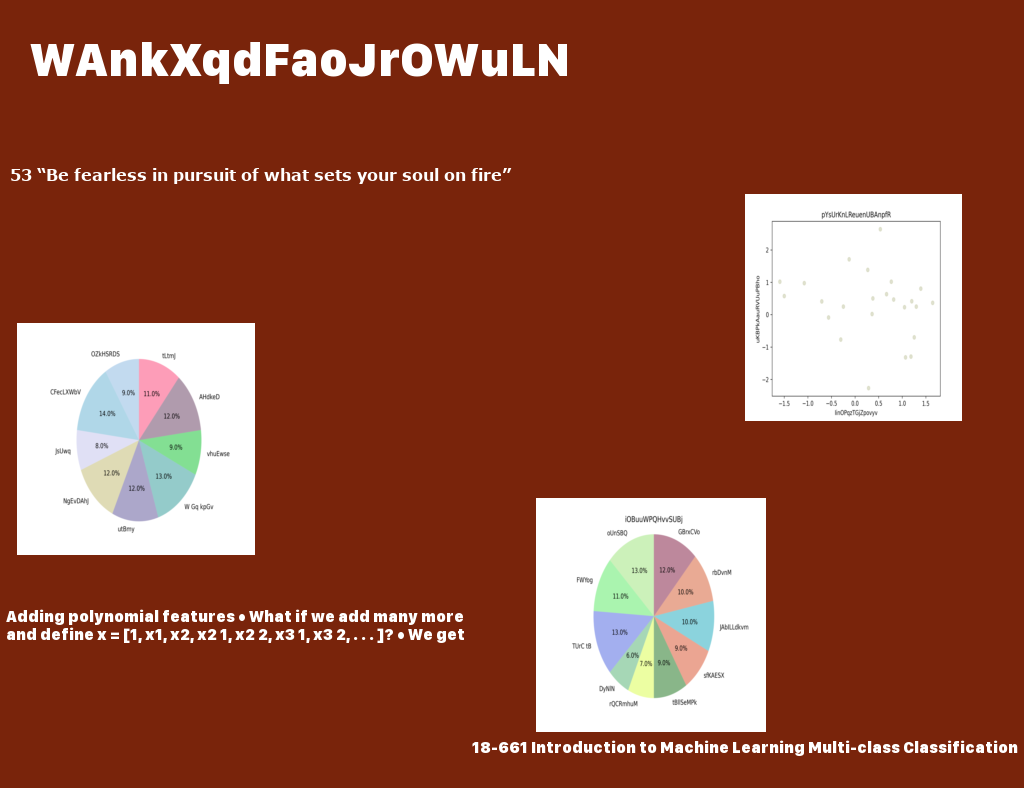 WAnkXqdFaoJrOWuLN
53 “Be fearless in pursuit of what sets your soul on fire”
pYsUrKnLReuenUBAnpfR
2
1
0
−1
−2
−1.5 −1.0 −0.5 0.0 0.5 1.0 1.5
OZkHSRDS
tLtmJ
CFecLXWbV
AHdkeD
9.0%
11.0%
14.0%
12.0%
JsUwq
8.0%
9.0%
vhuEwse
12.0%
13.0%
12.0%
NgEvDAhJ
W Gq kpGv
utBmy
iOBuuWPQHvvSUBj
oUnSBQ
GBrxCVo
13.0%
12.0%
FWYog
rbDvnM
11.0%
10.0%
13.0%
10.0%
JAbILLdkvm
TUrC tB
6.0%
7.0%
9.0%
9.0%
sfKAESX
DyNIN
rQCRmhuM
tBIISeMPk
Adding polynomial features • What if we add many more
and define x = [1, x1, x2, x2 1, x2 2, x3 1, x3 2, . . . ]? • We get
18-661 Introduction to Machine Learning Multi-class Classification